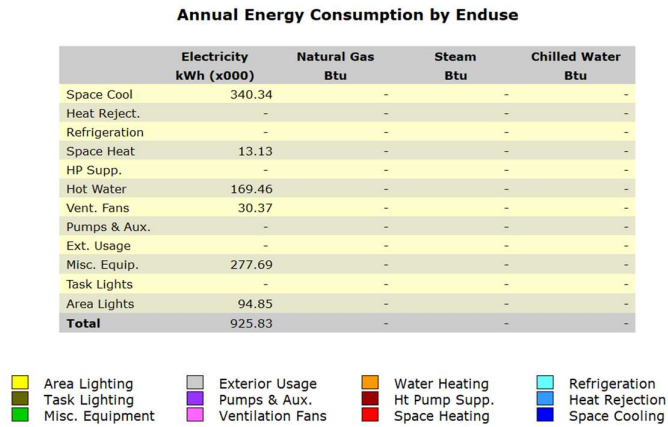 Annual Energy Consumption by Enduse
Electricity Natural Gas Steam Chilled Water
kWh (x000) Btu Btu Btu
Space Cool 340.34 - - -
Heat Reject. - - - -
Refrigeration - - - -
Space Heat 13.13 - - -
HP Supp. - - - -
Hot Water 169.46 - - -
Vent. Fans 30.37 - - -
Pumps & Aux. - - - -
Ext. Usage - - - -
Misc. Equip. 277.69 - - -
Task Lights - - - -
Area Lights 94.85 - - -
Total 925.83 - - -
Area Lighting Exterior Usage Water Heating Refrigeration
Task Lighting Pumps & Aux. Ht Pump Supp. Heat Rejection
Misc. Equipment Ventilation Fans Space Heating Space Cooling